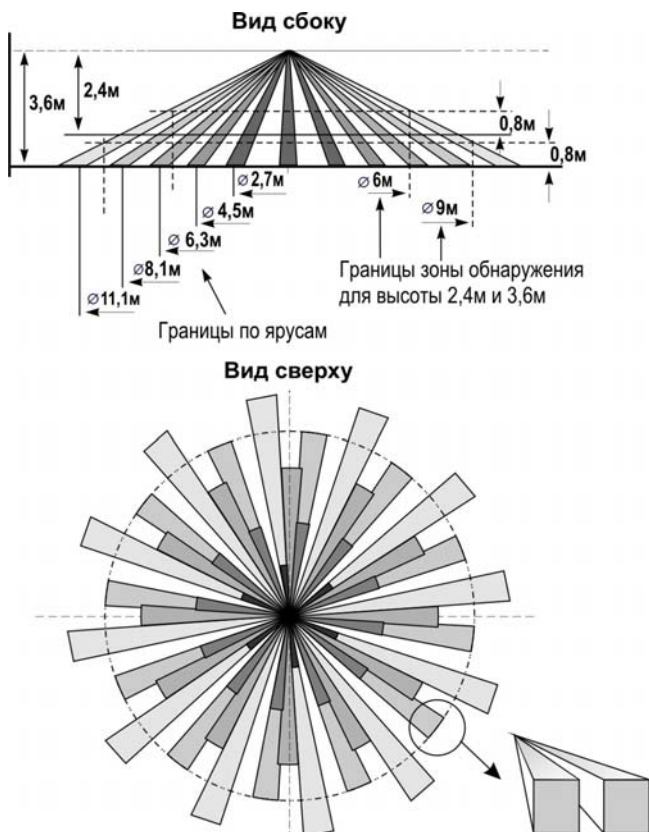 Вид сбоку
2,4м
3,6м
0,8м
0,8м
∅2,7м
∅6м
∅ 4,5м
∅9м
∅ 6,3м
∅8,1м
∅11,1м
Границы зоны обнаружения
для высоты 2,4м и 3,6м
Границы по ярусам
Вид сверху